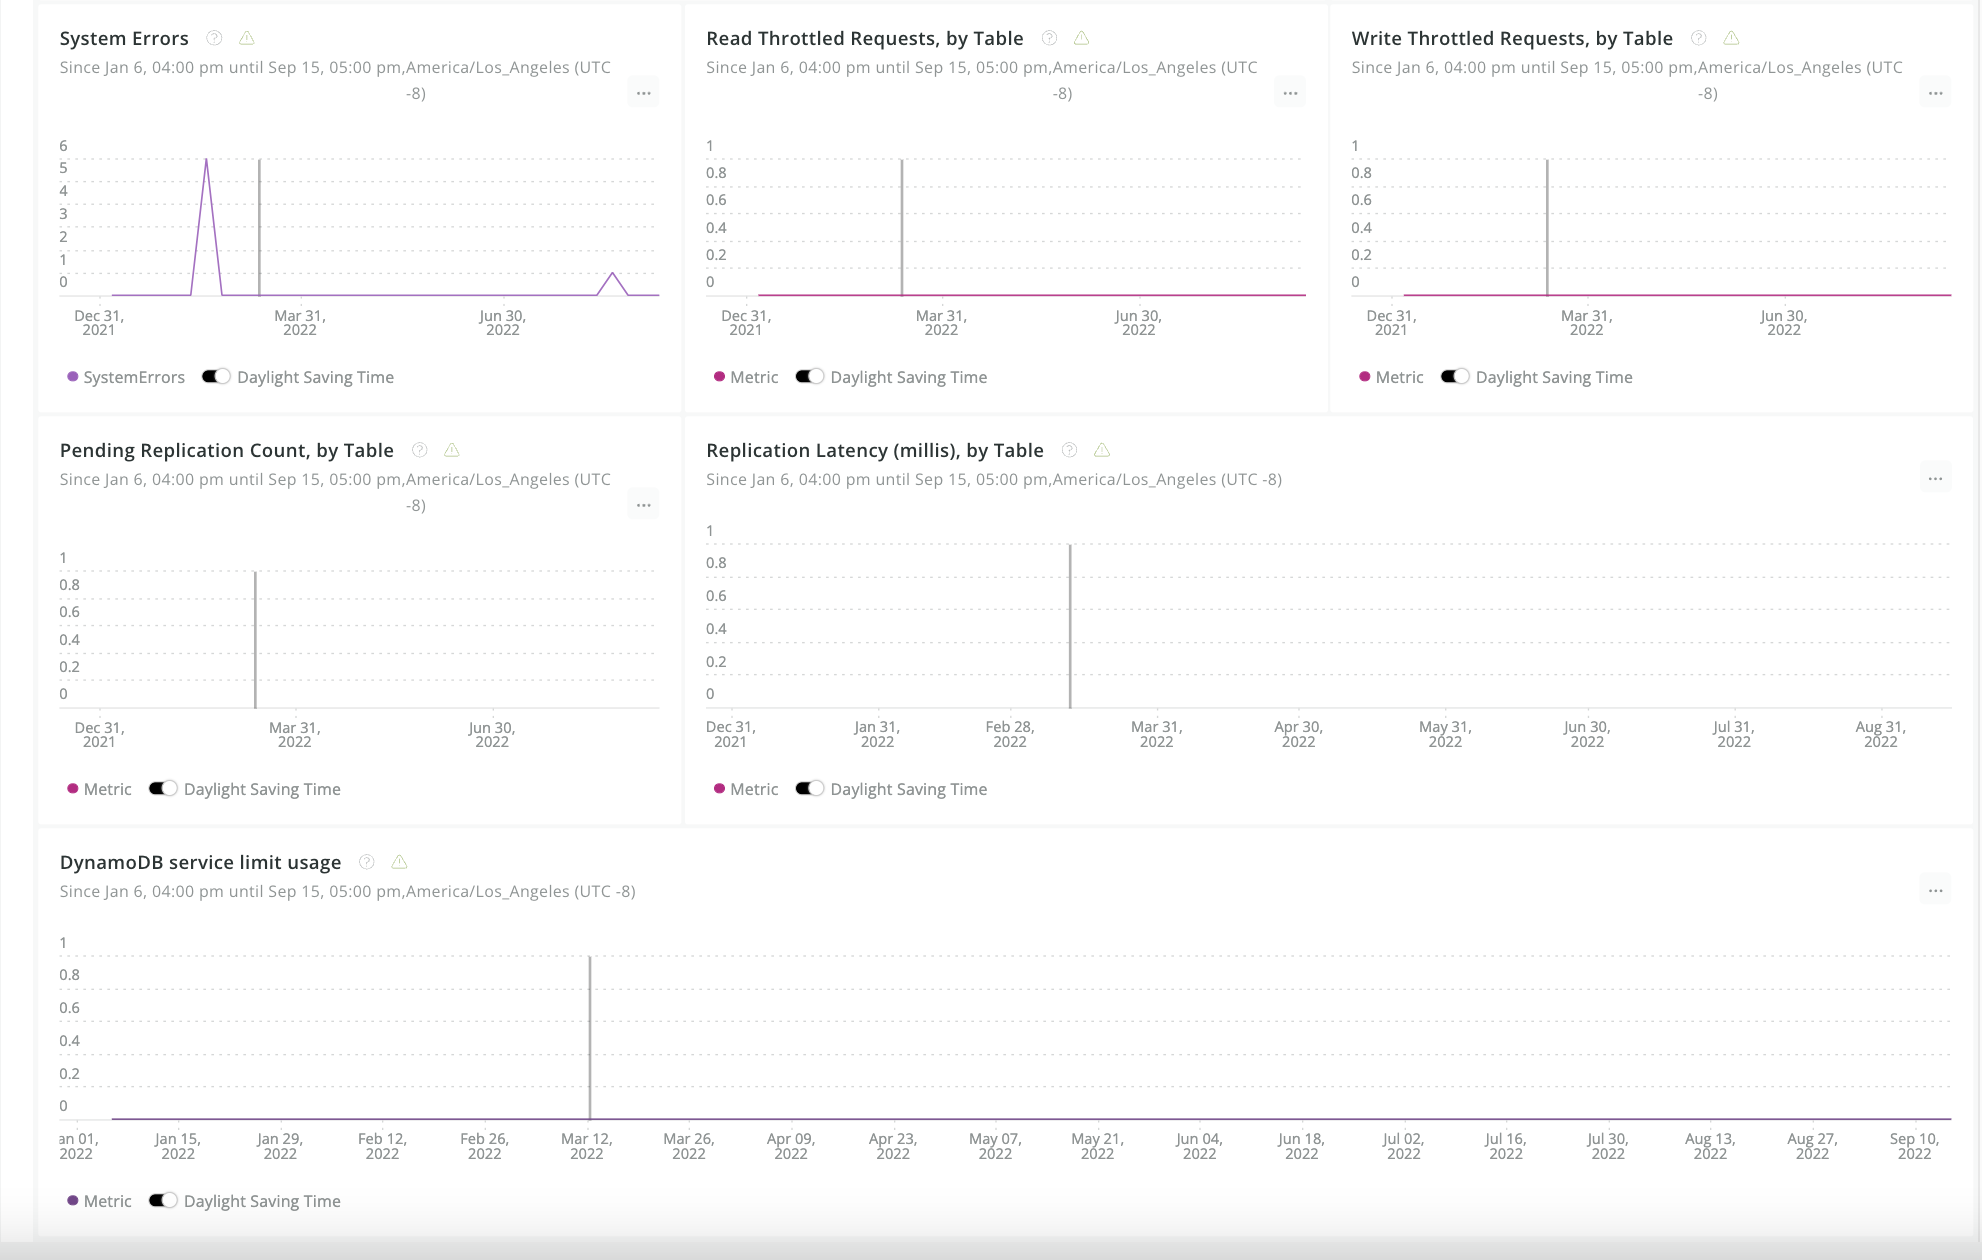 System Errors
Since Jan 6, 04:00 pm until Sep 15, 05:00 pm,America/Los_Angeles (UTC
-8)
...
6
5
4
3
2
1
0
Dec 31,
2021
Mar 31,
2022
Jun 30,
2022
SystemErrors
Daylight Saving Time
Read Throttled Requests, by Table
Since Jan 6, 04:00 pm until Sep 15, 05:00 pm,America/Los_Angeles (UTC
-8)
...
1
0.8
0.6
0.4
0.2
0
Dec 31,
2021
Mar 31,
2022
Jun 30,
2022
Metric
Daylight Saving Time
Write Throttled Requests, by Table
Since Jan 6, 04:00 pm until Sep 15, 05:00 pm,America/Los_Angeles (UTC
-8)
...
1
0.8
0.6
0.4
0.2
0
Dec 31,
2021
Mar 31,
2022
Jun 30,
2022
Metric
Daylight Saving Time
Pending Replication Count, by Table
Since Jan 6, 04:00 pm until Sep 15, 05:00 pm,America/Los_Angeles (UTC
-8)
...
1
0.8
0.6
0.4
0.2
0
Dec 31,
2021
Mar 31,
2022
Jun 30,
2022
Metric
Daylight Saving Time
Replication Latency (millis), by Table
Since Jan 6, 04:00 pm until Sep 15, 05:00 pm,America/Los_Angeles (UTC -8)
...
1
0.8
0.6
0.4
0.2
0
Dec 31,
2021
Jan 31,
2022
Feb 28,
2022
Mar 31,
2022
Apr 30,
2022
May 31,
2022
Jun 30,
2022
Jul 31,
2022
Aug 31,
2022
Metric
Daylight Saving Time
DynamoDB service limit usage
Since Jan 6, 04:00 pm until Sep 15, 05:00 pm,America/Los_Angeles (UTC -8)
...
1
0.8
0.6
0.4
0.2
0
an 01,
2022
Jan 15,
2022
Jan 29,
2022
Feb 12,
2022
Feb 26,
2022
Mar 12,
2022
Mar 26,
2022
Apr 09,
2022
Apr 23,
2022
May 07,
2022
May 21,
2022
Jun 04,
2022
Jun 18,
2022
Jul 02,
2022
Jul 16,
2022
Jul 30,
2022
Aug 13,
2022
Aug 27,
2022
Sep 10,
2022
Metric
Daylight Saving Time